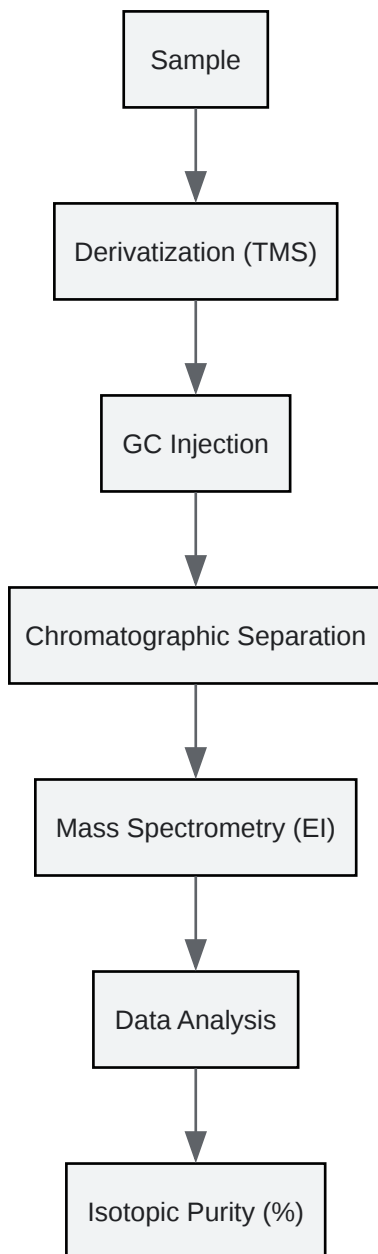 Sample
Derivatization (TMS)
GC Injection
Chromatographic Separation
Mass Spectrometry (EI)
Data Analysis
Isotopic Purity (%)